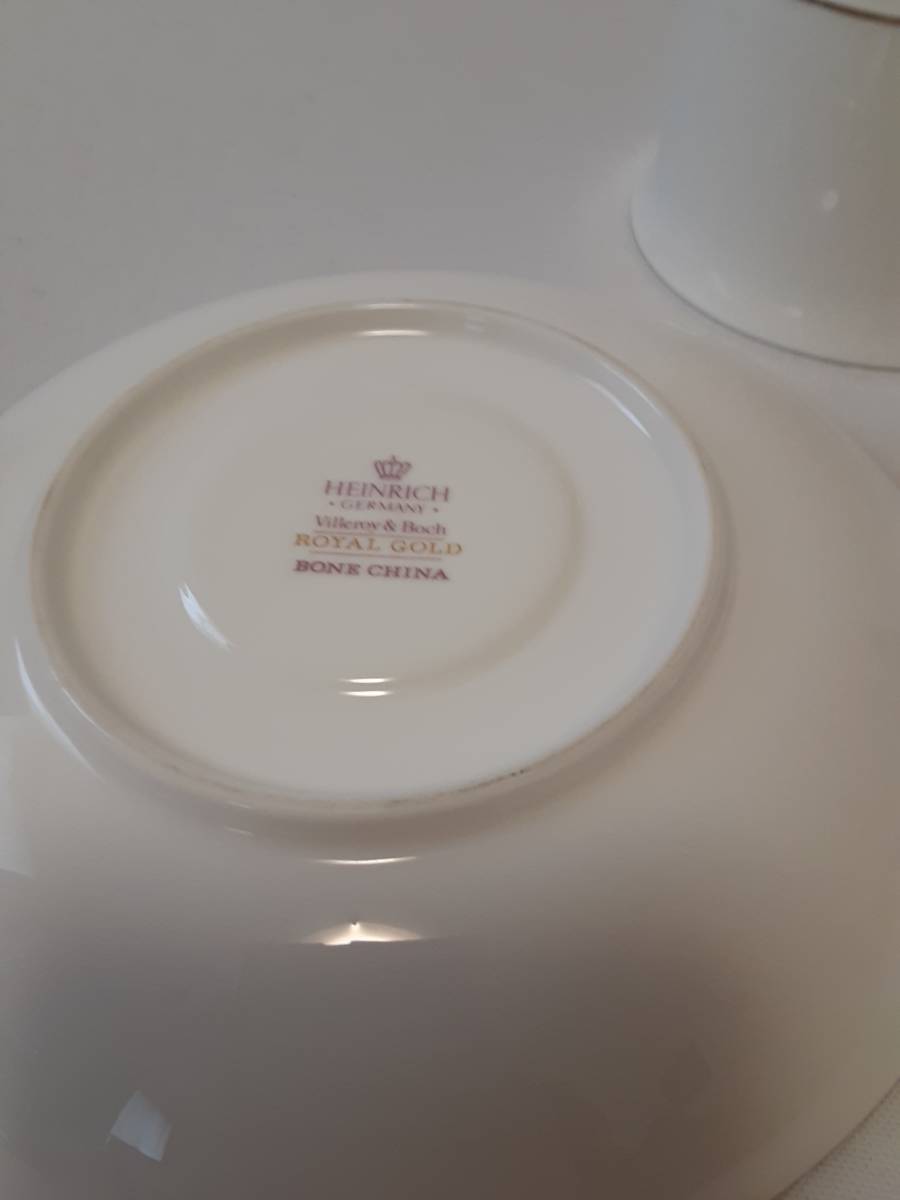 HEINRICH
• GERMANY •
Villeroy & Boch
ROYAL GOLD
BONE CHINA